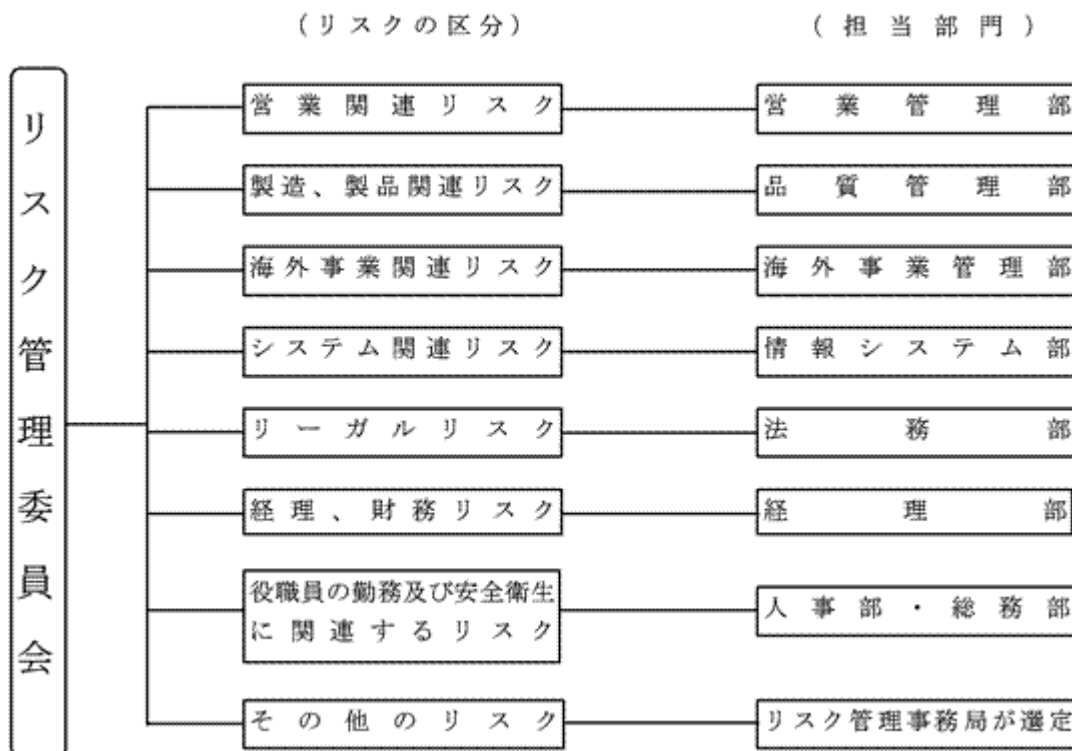 (リスクの区分)
(担当部門)
リスク管理委員会
営業関連リスク
営業管理部
製造、製品関連リスク
品質管理部
海外事業関連リスク
海外事業管理部
システム関連リスク
情報システム部
リーガルリスク
法務部
経理、財務リスク
経理部
役職員の勤務及び安全衛生
に関連するリスク
人事部・総務部
その他のリスク
リスク管理事務局が選定